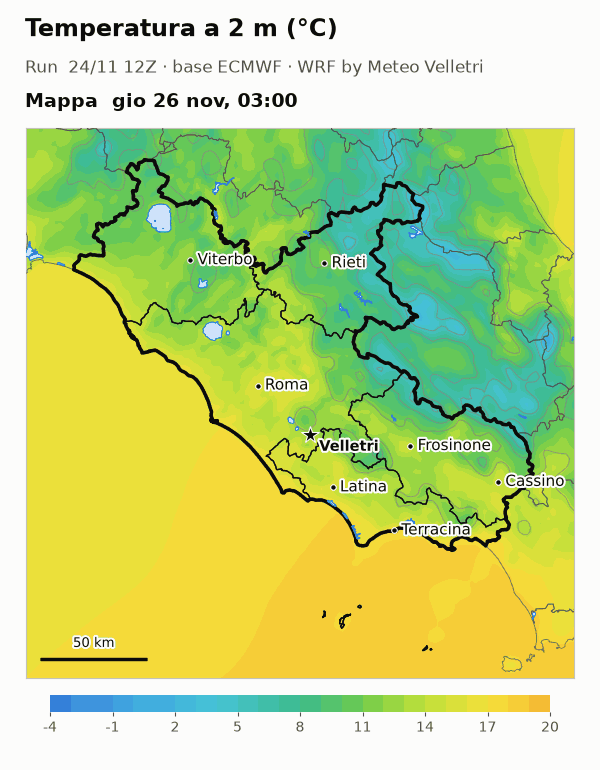 Temperatura a 2 m (°C)
Run  24/11 12Z · base ECMWF · WRF by Meteo Velletri
Mappa  gio 26 nov, 03:00
Viterbo
Rieti
Roma
Velletri
Frosinone
Cassino
Latina
Terracina
50 km
-4 -1 2 5 8 11 14 17 20